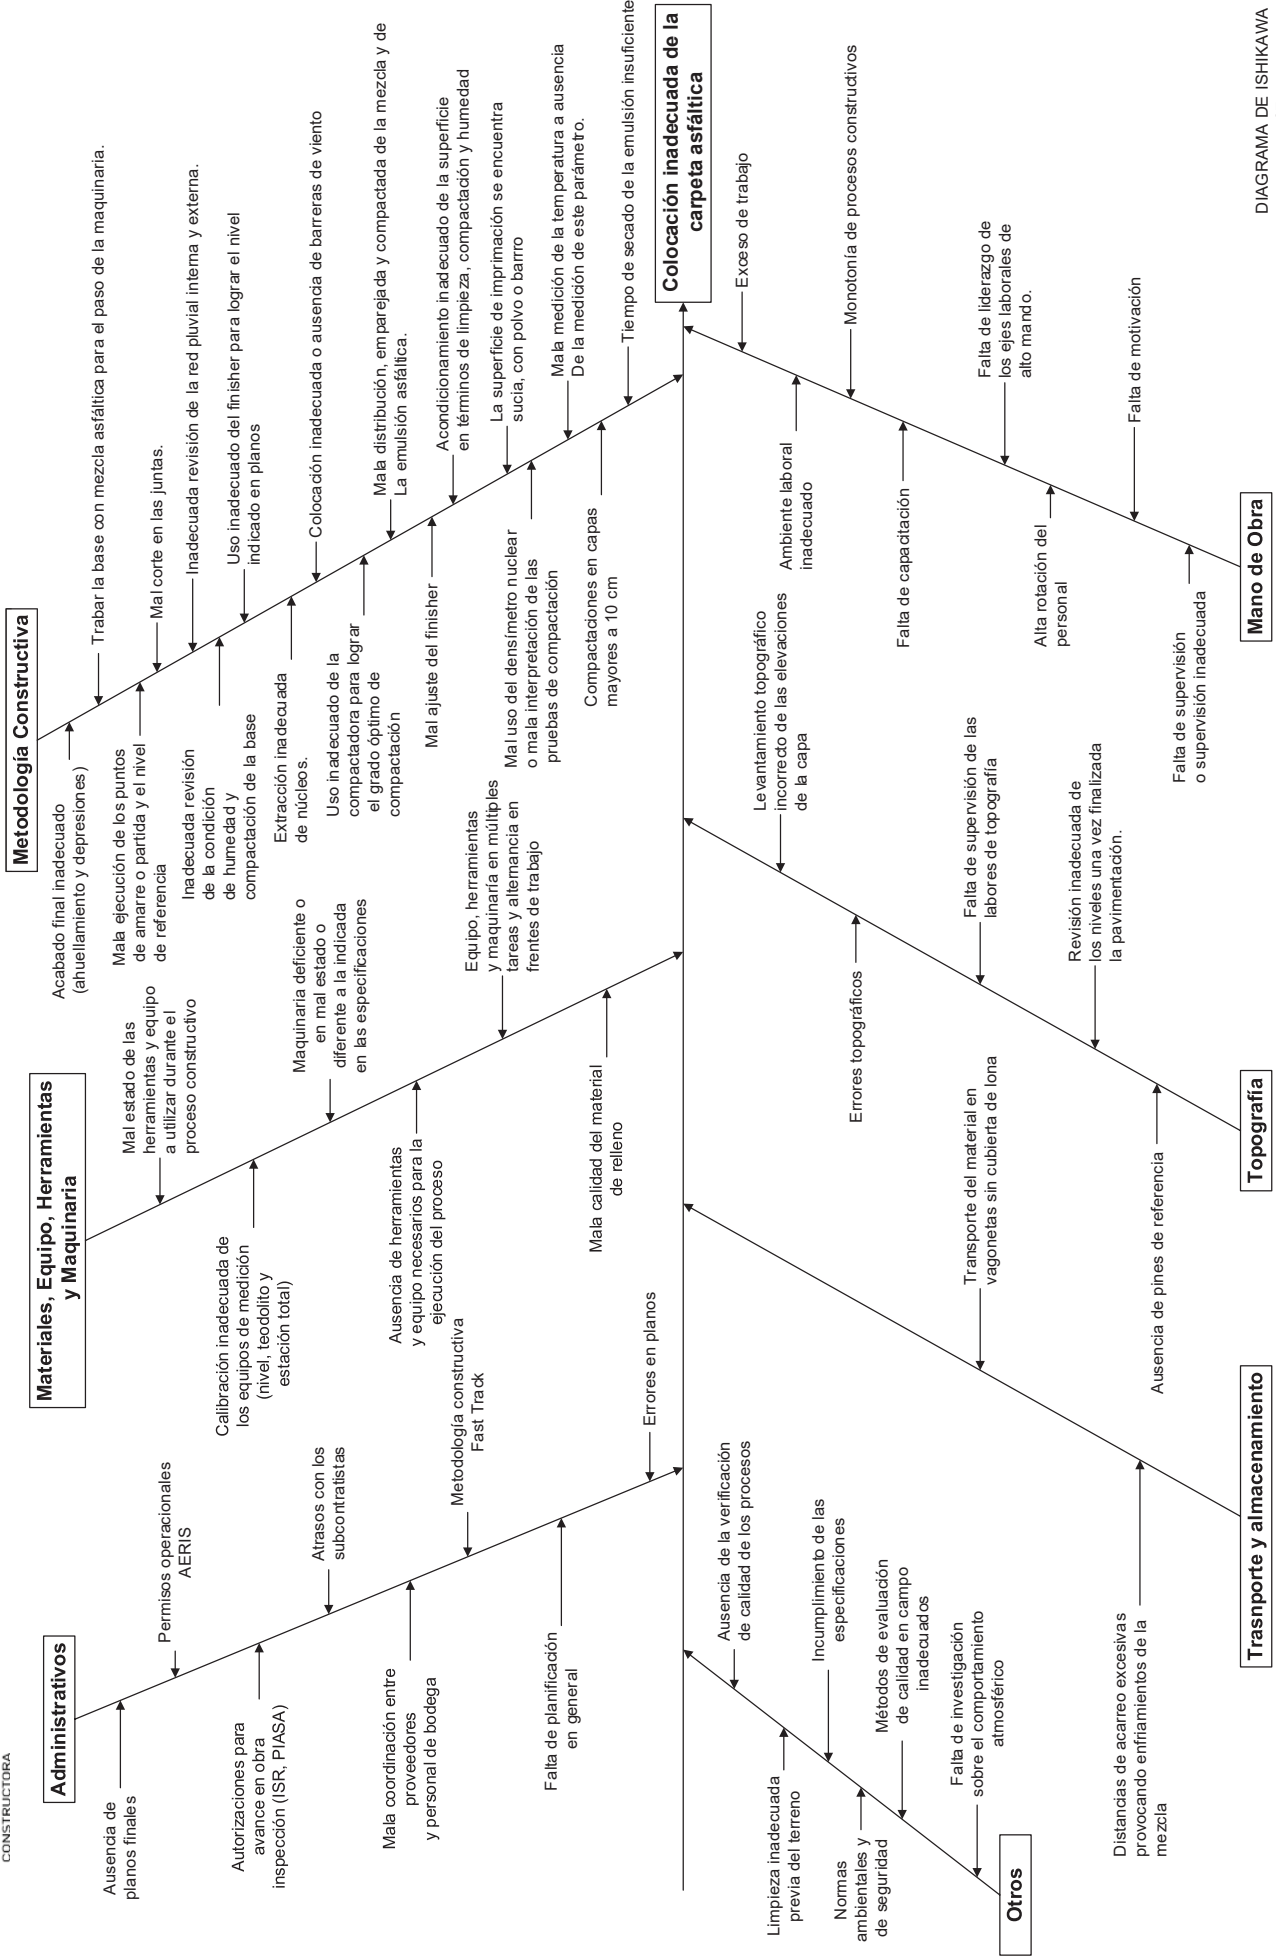 CONSTRUCTORA
Administrativos
Ausencia de
planos finales
Permisos operacionales
AERIS
Autorizaciones para
avance en obra
inspección (ISR, PIASA)
Atrasos con los
subcontratistas
Mala coordinación entre
proveedores
y personal de bodega
Metodología constructiva
Fast Track
Falta de planificación
en general
Errores en planos
Materiales, Equipo, Herramientas
y Maquinaria
Mal estado de las
herramientas y equipo
a utilizar durante el
proceso constructivo
Calibración inadecuada de
los equipos de medición
(nivel, teodolito y
estación total)
Maquinaria deficiente o
en mal estado o
diferente a la indicada
en las especificaciones
Ausencia de herramientas
y equipo necesarios para la
ejecución del proceso
Equipo, herramientas
y maquinaría en múltiples
tareas y alternancia en
frentes de trabajo
Mala calidad del material
de relleno
Metodología Constructiva
Acabado final inadecuado
(ahuellamiento y depresiones)
Trabar la base con mezcla asfáltica para el paso de la maquinaria.
Mala ejecución de los puntos
de amarre o partida y el nivel
de referencia
Mal corte en las juntas.
Inadecuada revisión de la red pluvial interna y externa.
Inadecuada revisión
de la condición
de humedad y
compactación de la base
Uso inadecuado del finisher para lograr el nivel
indicado en planos
Extracción inadecuada
de núcleos.
Colocación inadecuada o ausencia de barreras de viento
Uso inadecuado de la
compactadora para lograr
el grado óptimo de
compactación
Mala distribución, emparejada y compactada de la mezcla y de
La emulsión asfáltica.
Mal ajuste del finisher
Acondicionamiento inadecuado de la superficie
en términos de limpieza, compactación y humedad
La superficie de imprimación se encuentra
sucia, con polvo o barrro
Mal uso del densímetro nuclear
o mala interpretación de las
pruebas de compactación
Mala medición de la temperatura a ausencia
De la medición de este parámetro.
Compactaciones en capas
mayores a 10 cm
Tiempo de secado de la emulsión insuficiente
Colocación inadecuada de la
carpeta asfáltica
Ausencia de la verificación
de calidad de los procesos
Limpieza inadecuada
previa del terreno
Incumplimiento de las
especificaciones
Normas
ambientales y
de seguridad
Métodos de evaluación
de calidad en campo
inadecuados
Falta de investigación
sobre el comportamiento
atmosférico
Otros
Transporte del material en
vagonetas sin cubierta de lona
Distancias de acarreo excesivas
provocando enfriamientos de la
mezcla
Trasnporte y almacenamiento
Levantamiento topográfico
incorrecto de las elevaciones
de la capa
Errores topográficos
Falta de supervisión de las
labores de topografía
Revisión inadecuada de
los niveles una vez finalizada
la pavimentación.
Ausencia de pines de referencia
Topografía
Exceso de trabajo
Ambiente laboral
inadecuado
Monotonía de procesos constructivos
Falta de capacitación
Falta de liderazgo de
los ejes laborales de
alto mando.
Alta rotación del
personal
Falta de motivación
Falta de supervisión
o supervisión inadecuada
Mano de Obra
DIAGRAMA DE ISHIKAWA